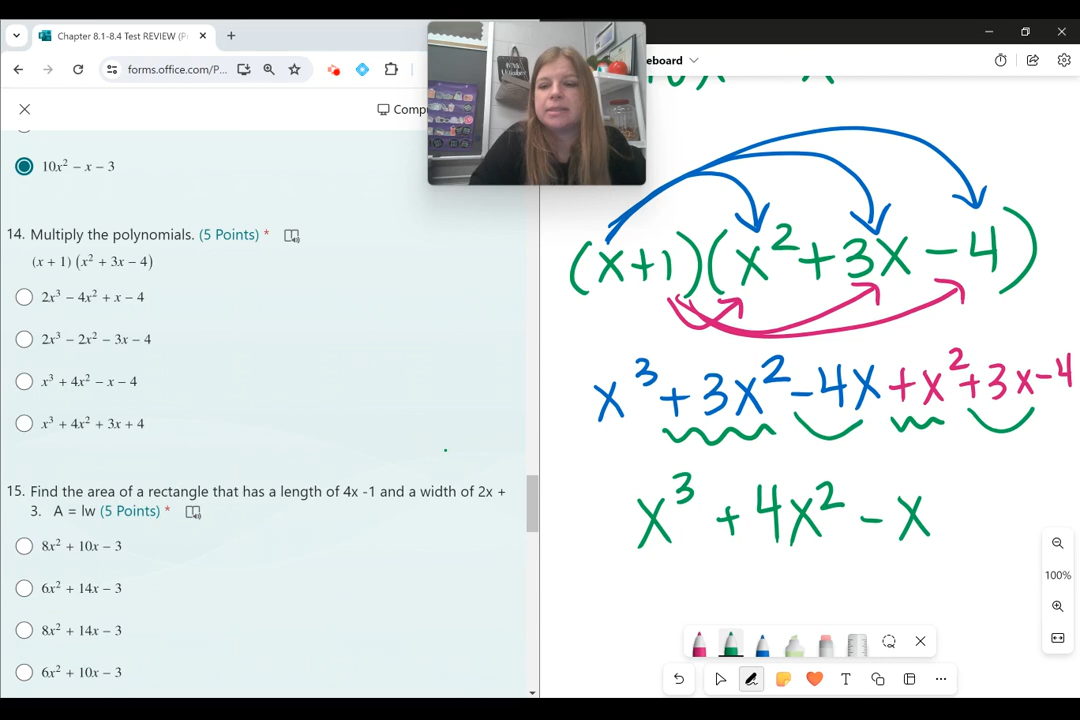 Chapter 8.1-8.4 Test REVIEW (P
forms.office.com/P...
Comp
eboard
10x² − x − 3
14. Multiply the polynomials. (5 Points) *
(x + 1) (x² + 3x − 4)
2x³ − 4x² + x − 4
2x³ − 2x² − 3x − 4
x³ + 4x² − x − 4
x³ + 4x² + 3x + 4
15. Find the area of a rectangle that has a length of 4x -1 and a width of 2x +
3. A = lw (5 Points) *
8x² + 10x − 3
6x² + 14x − 3
8x² + 14x − 3
6x² + 10x − 3
(x+1)(x²+3x−4)
x³+3x²−4x+x²+3x−4
x³+4x²−x
100%
T